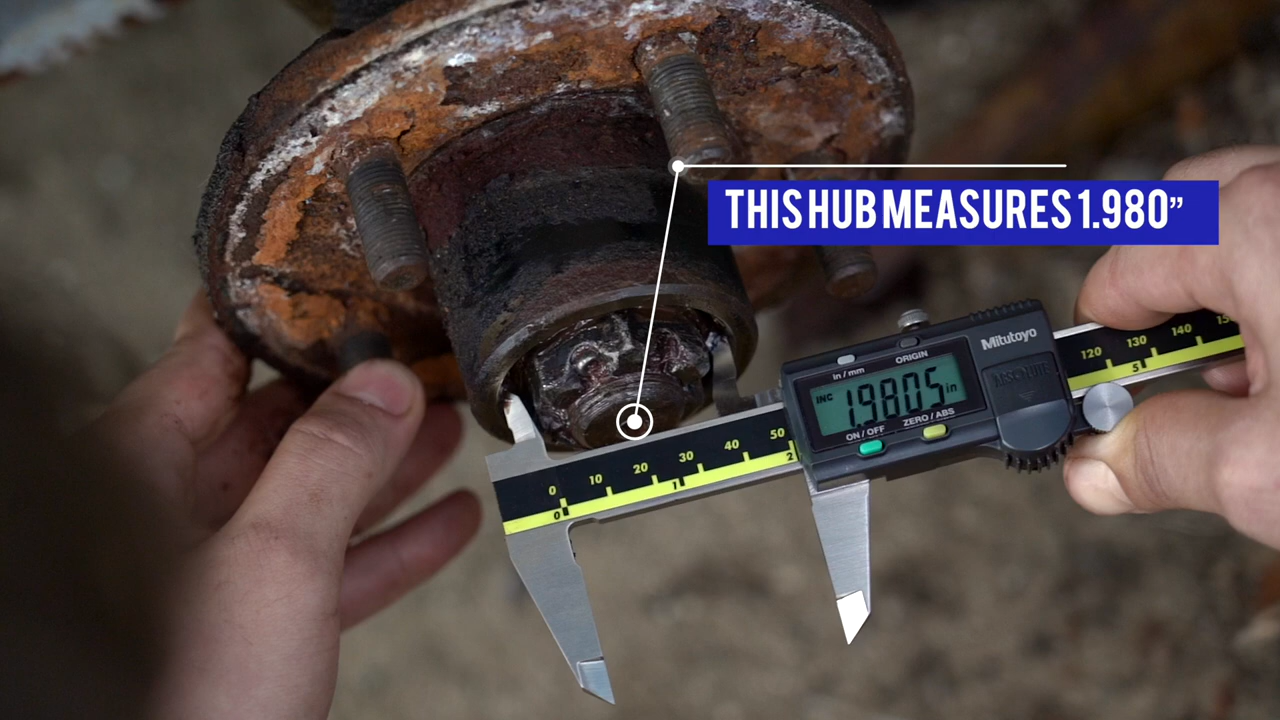 THIS HUB MEASURES 1.980”
Mitutoyo
ORIGIN
in / mm
ABSOLUTE
INC 1.9805 in
ON / OFF ZERO / ABS
0 10 20 30 40 50
0 1 2
120 130 140
5